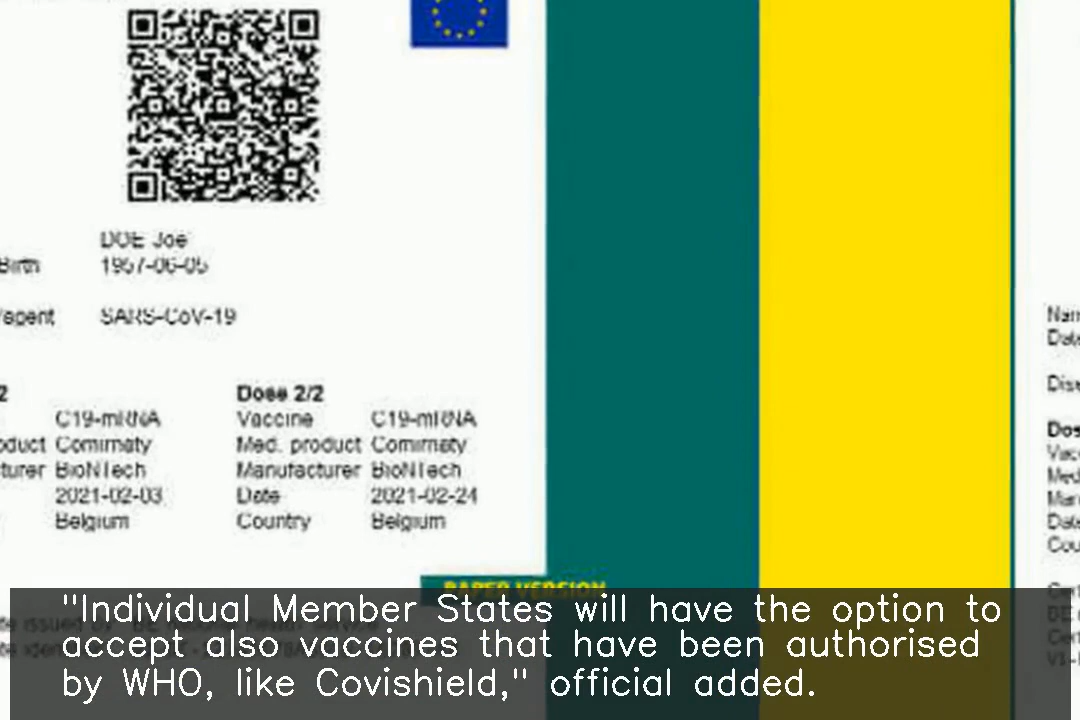 DOE Joe
Birth 1957-06-05
agent SARS-CoV-19
2 Dose 2/2
C19-mRNA Vaccine C19-mRNA
Comirnaty Med. product Comirnaty
BioNTech Manufacturer BioNTech
2021-02-03 Date 2021-02-24
Belgium Country Belgium
PAPER VERSION
"Individual Member States will have the option to
accept also vaccines that have been authorised
by WHO, like Covishield," official added.